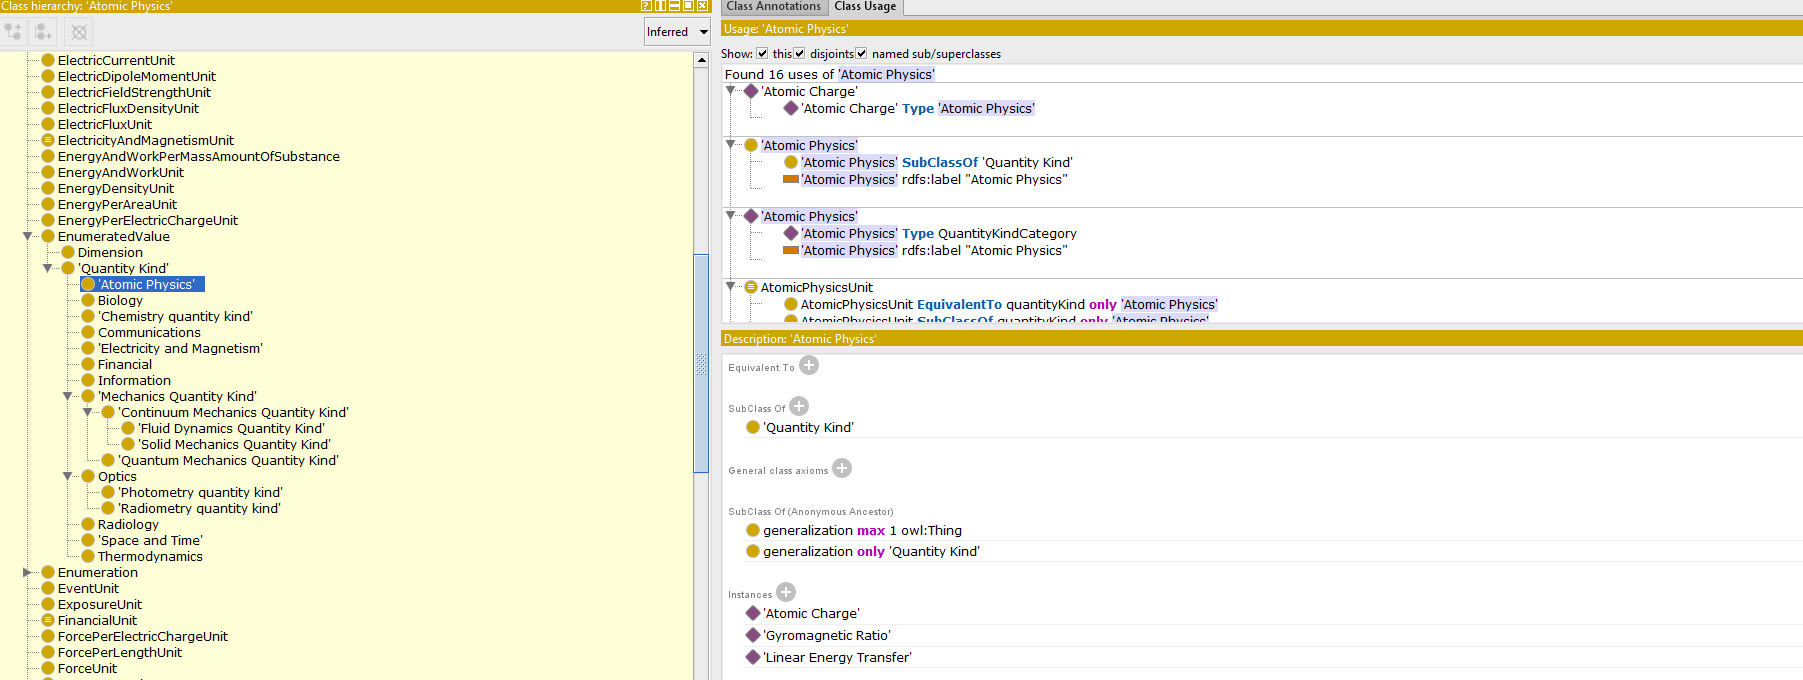 Class hierarchy: 'Atomic Physics'
Inferred
ElectricCurrentUnit
ElectricDipoleMomentUnit
ElectricFieldStrengthUnit
ElectricFluxDensityUnit
ElectricFluxUnit
ElectricityAndMagnetismUnit
EnergyAndWorkPerMassAmountOfSubstance
EnergyAndWorkUnit
EnergyDensityUnit
EnergyPerAreaUnit
EnergyPerElectricChargeUnit
EnumeratedValue
Dimension
'Quantity Kind'
'Atomic Physics'
Biology
'Chemistry quantity kind'
Communications
'Electricity and Magnetism'
Financial
Information
'Mechanics Quantity Kind'
'Continuum Mechanics Quantity Kind'
'Fluid Dynamics Quantity Kind'
'Solid Mechanics Quantity Kind'
'Quantum Mechanics Quantity Kind'
Optics
'Photometry quantity kind'
'Radiometry quantity kind'
Radiology
'Space and Time'
Thermodynamics
Enumeration
EventUnit
ExposureUnit
FinancialUnit
ForcePerElectricChargeUnit
ForcePerLengthUnit
ForceUnit
Class Annotations Class Usage
Usage: 'Atomic Physics'
Show: this disjoints named sub/superclasses
Found 16 uses of 'Atomic Physics'
'Atomic Charge'
'Atomic Charge' Type 'Atomic Physics'
'Atomic Physics'
'Atomic Physics' SubClassOf 'Quantity Kind'
'Atomic Physics' rdfs:label "Atomic Physics"
'Atomic Physics'
'Atomic Physics' Type QuantityKindCategory
'Atomic Physics' rdfs:label "Atomic Physics"
AtomicPhysicsUnit
AtomicPhysicsUnit EquivalentTo quantityKind only 'Atomic Physics'
AtomicPhysicsUnit SubClassOf quantityKind only 'Atomic Physics'
Description: 'Atomic Physics'
Equivalent To
SubClass Of
'Quantity Kind'
General class axioms
SubClass Of (Anonymous Ancestor)
generalization max 1 owl:Thing
generalization only 'Quantity Kind'
Instances
'Atomic Charge'
'Gyromagnetic Ratio'
'Linear Energy Transfer'